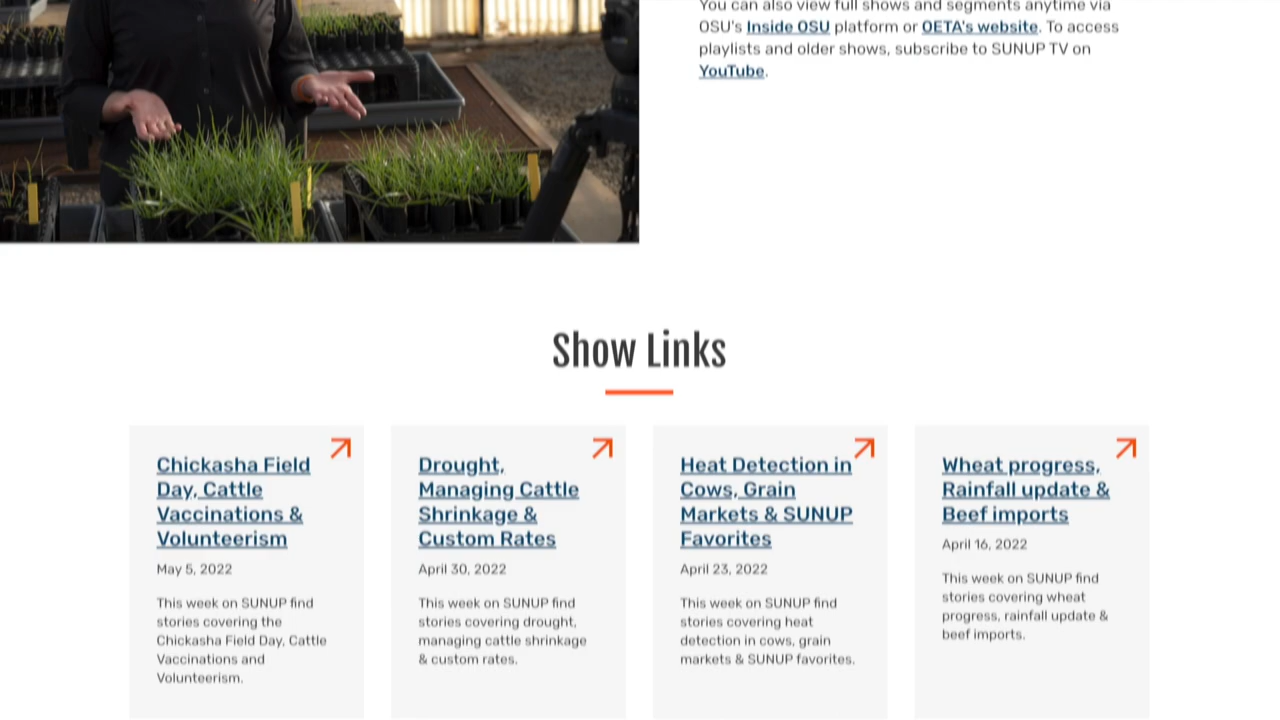 You can also view full shows and segments anytime via
OSU's Inside OSU platform or OETA's website. To access
playlists and older shows, subscribe to SUNUP TV on
YouTube.
Show Links
Chickasha Field
Day, Cattle
Vaccinations &
Volunteerism
May 5, 2022
This week on SUNUP find
stories covering the
Chickasha Field Day, Cattle
Vaccinations and
Volunteerism.
Drought,
Managing Cattle
Shrinkage &
Custom Rates
April 30, 2022
This week on SUNUP find
stories covering drought,
managing cattle shrinkage
& custom rates.
Heat Detection in
Cows, Grain
Markets & SUNUP
Favorites
April 23, 2022
This week on SUNUP find
stories covering heat
detection in cows, grain
markets & SUNUP favorites.
Wheat progress,
Rainfall update &
Beef imports
April 16, 2022
This week on SUNUP find
stories covering wheat
progress, rainfall update &
beef imports.